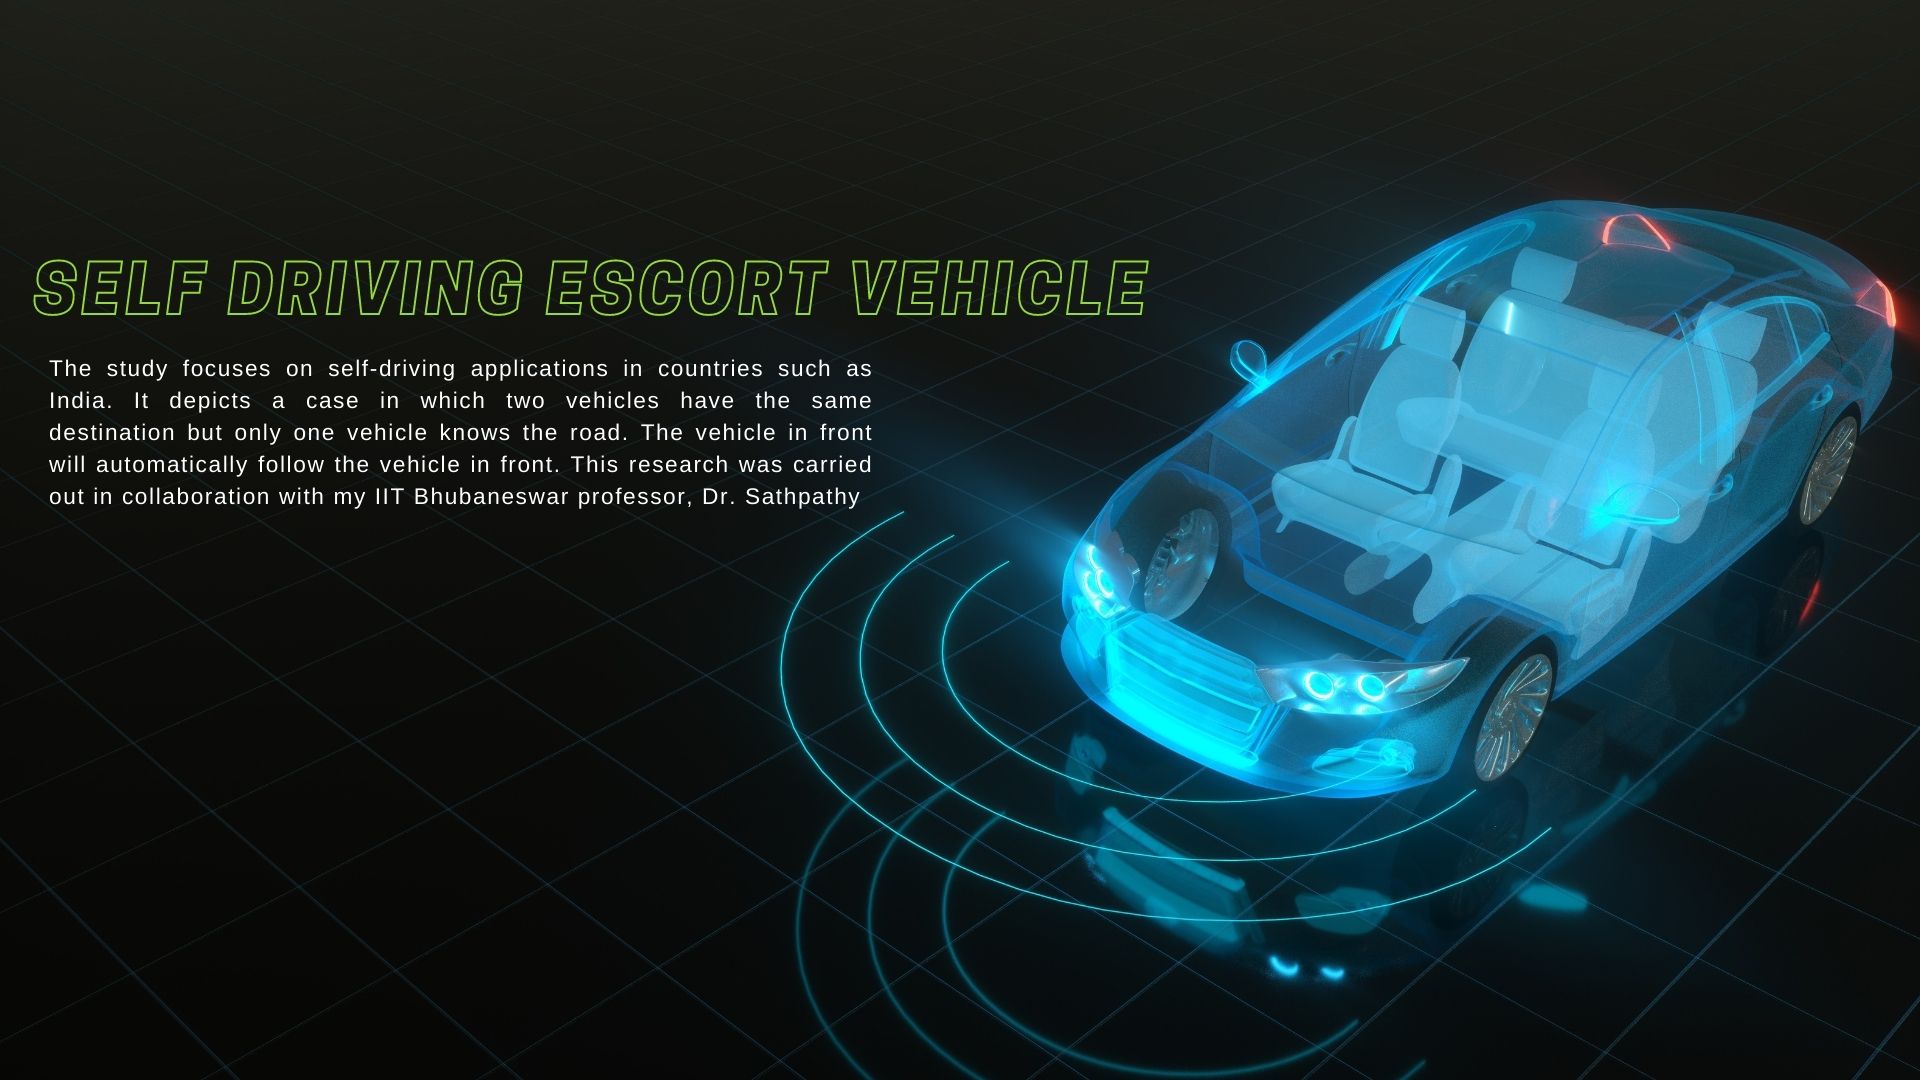 SELF DRIVING ESCORT VEHICLE
The study focuses on self-driving applications in countries such as
India. It depicts a case in which two vehicles have the same
destination but only one vehicle knows the road. The vehicle in front
will automatically follow the vehicle in front. This research was carried
out in collaboration with my IIT Bhubaneswar professor, Dr. Sathpathy